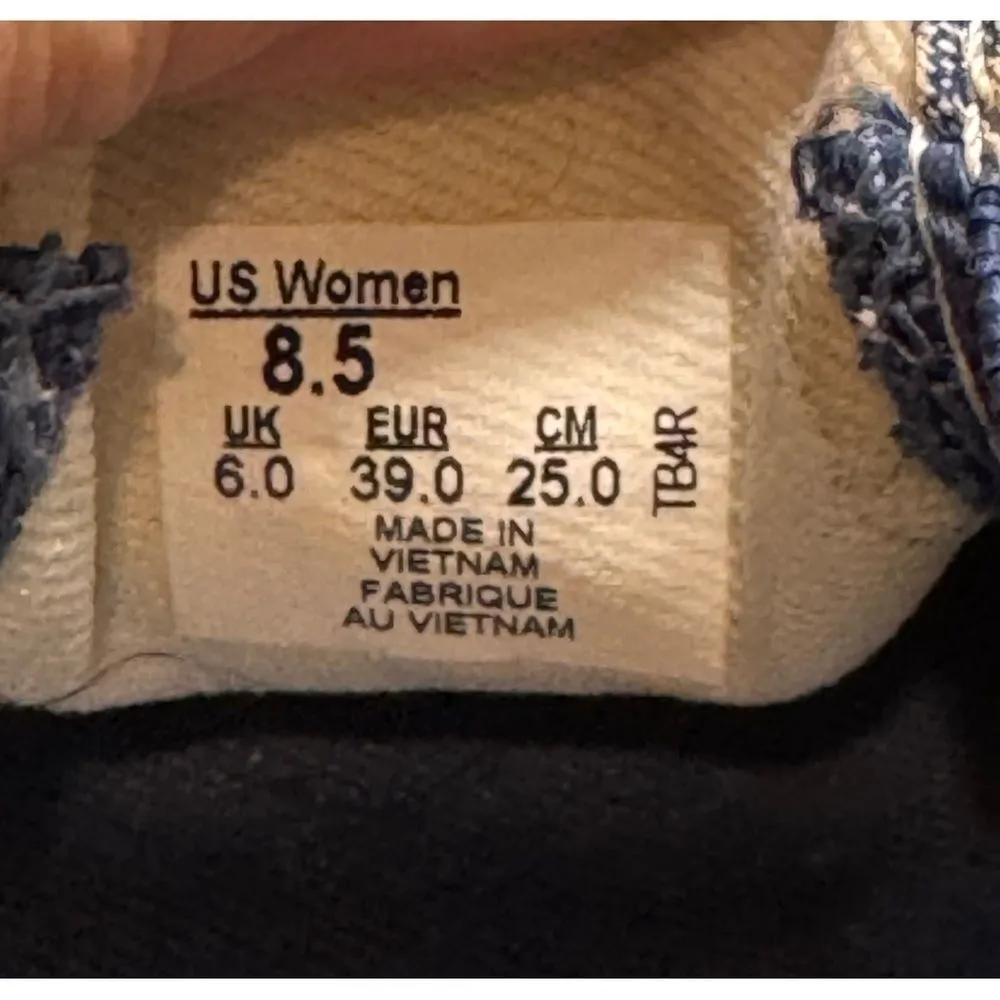 US Women
8.5
UK EUR CM
6.0 39.0 25.0
TB4R
MADE IN
VIETNAM
FABRIQUE
AU VIETNAM